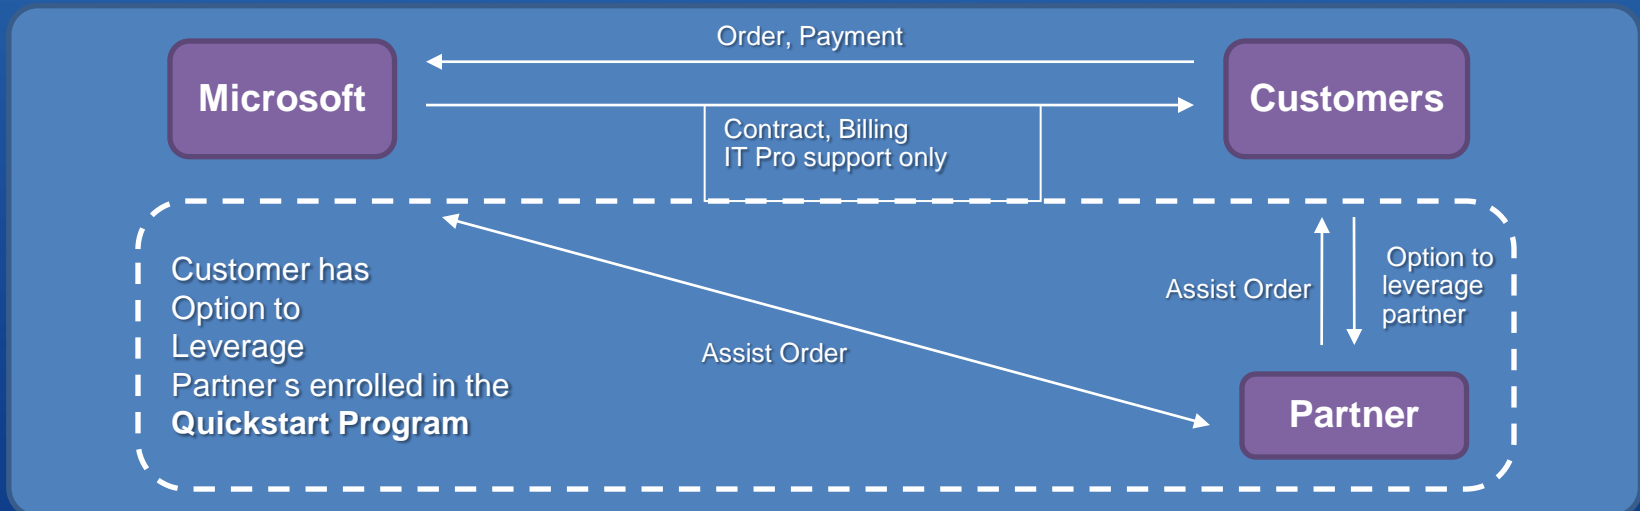 Order, Payment
Microsoft
Customers
Contract, Billing
IT Pro support only
Customer has
Option to
Leverage
Partner s enrolled in the
Quickstart Program
Assist Order
Assist Order
Option to
leverage
partner
Partner